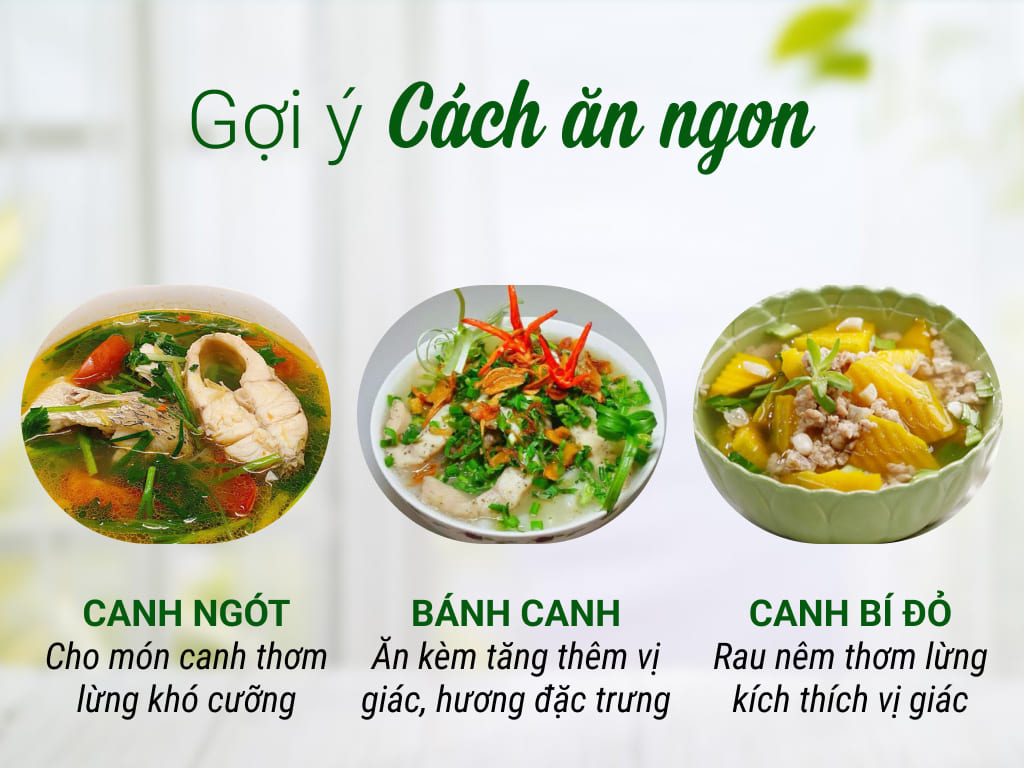 Gợi ý Cách ăn ngon
CANH NGÓT
Cho món canh thơm
lừng khó cưỡng
BÁNH CANH
Ăn kèm tăng thêm vị
giác, hương đặc trưng
CANH BÍ ĐỎ
Rau nêm thơm lừng
kích thích vị giác